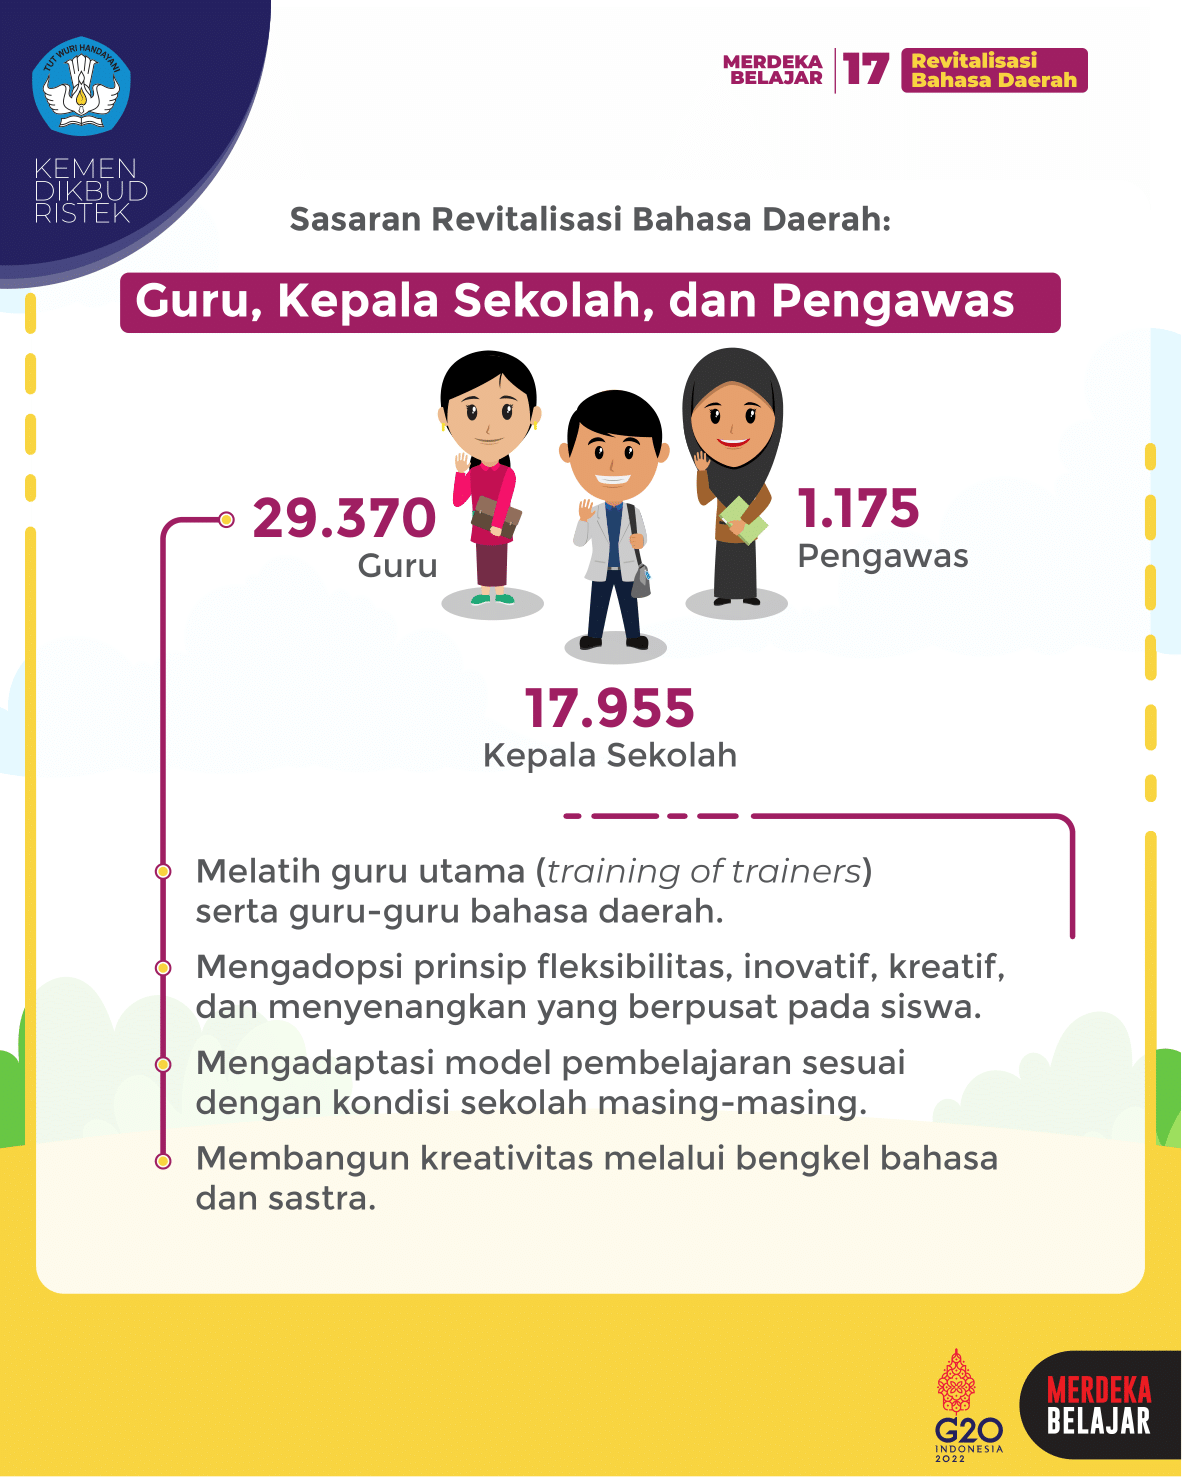 TUT WURI HANDAYANI
KEMEN
DIKBUD
RISTEK
MERDEKA
BELAJAR
17
Revitalisasi
Bahasa Daerah
Sasaran Revitalisasi Bahasa Daerah:
Guru, Kepala Sekolah, dan Pengawas
29.370
Guru
1.175
Pengawas
17.955
Kepala Sekolah
Melatih guru utama (training of trainers)
serta guru-guru bahasa daerah.
Mengadopsi prinsip fleksibilitas, inovatif, kreatif,
dan menyenangkan yang berpusat pada siswa.
Mengadaptasi model pembelajaran sesuai
dengan kondisi sekolah masing-masing.
Membangun kreativitas melalui bengkel bahasa
dan sastra.
G20
INDONESIA
2022
MERDEKA
BELAJAR